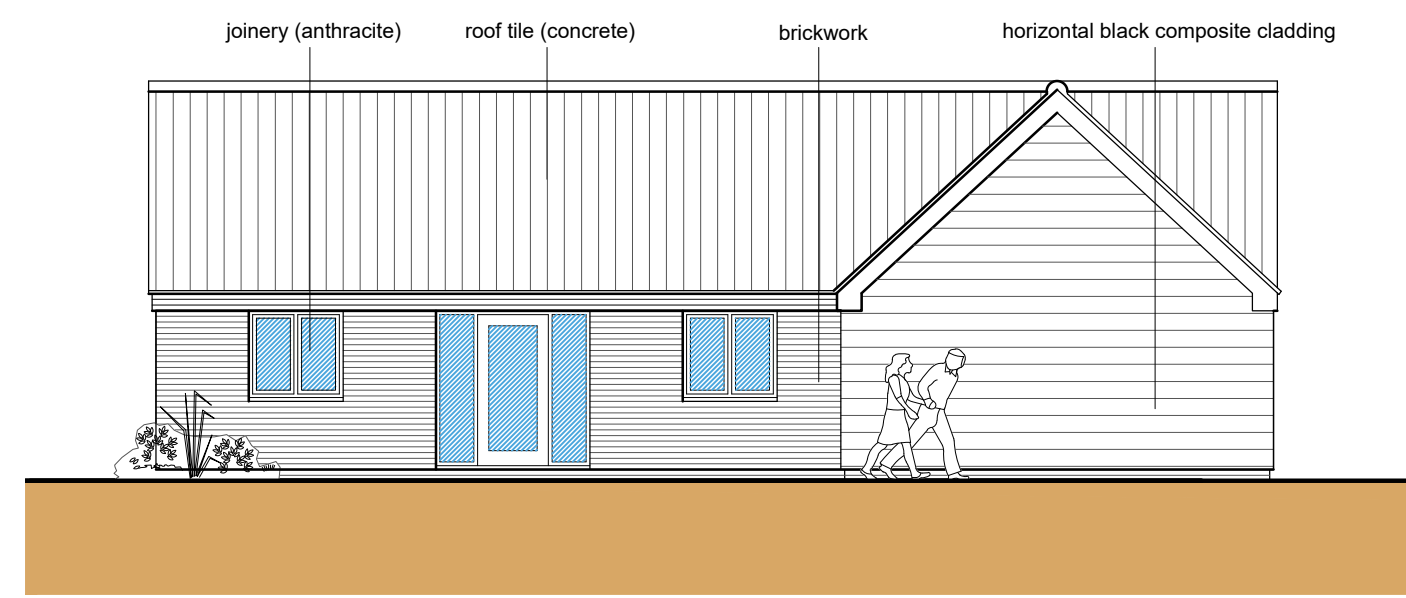 joinery (anthracite)
roof tile (concrete)
brickwork
horizontal black composite cladding